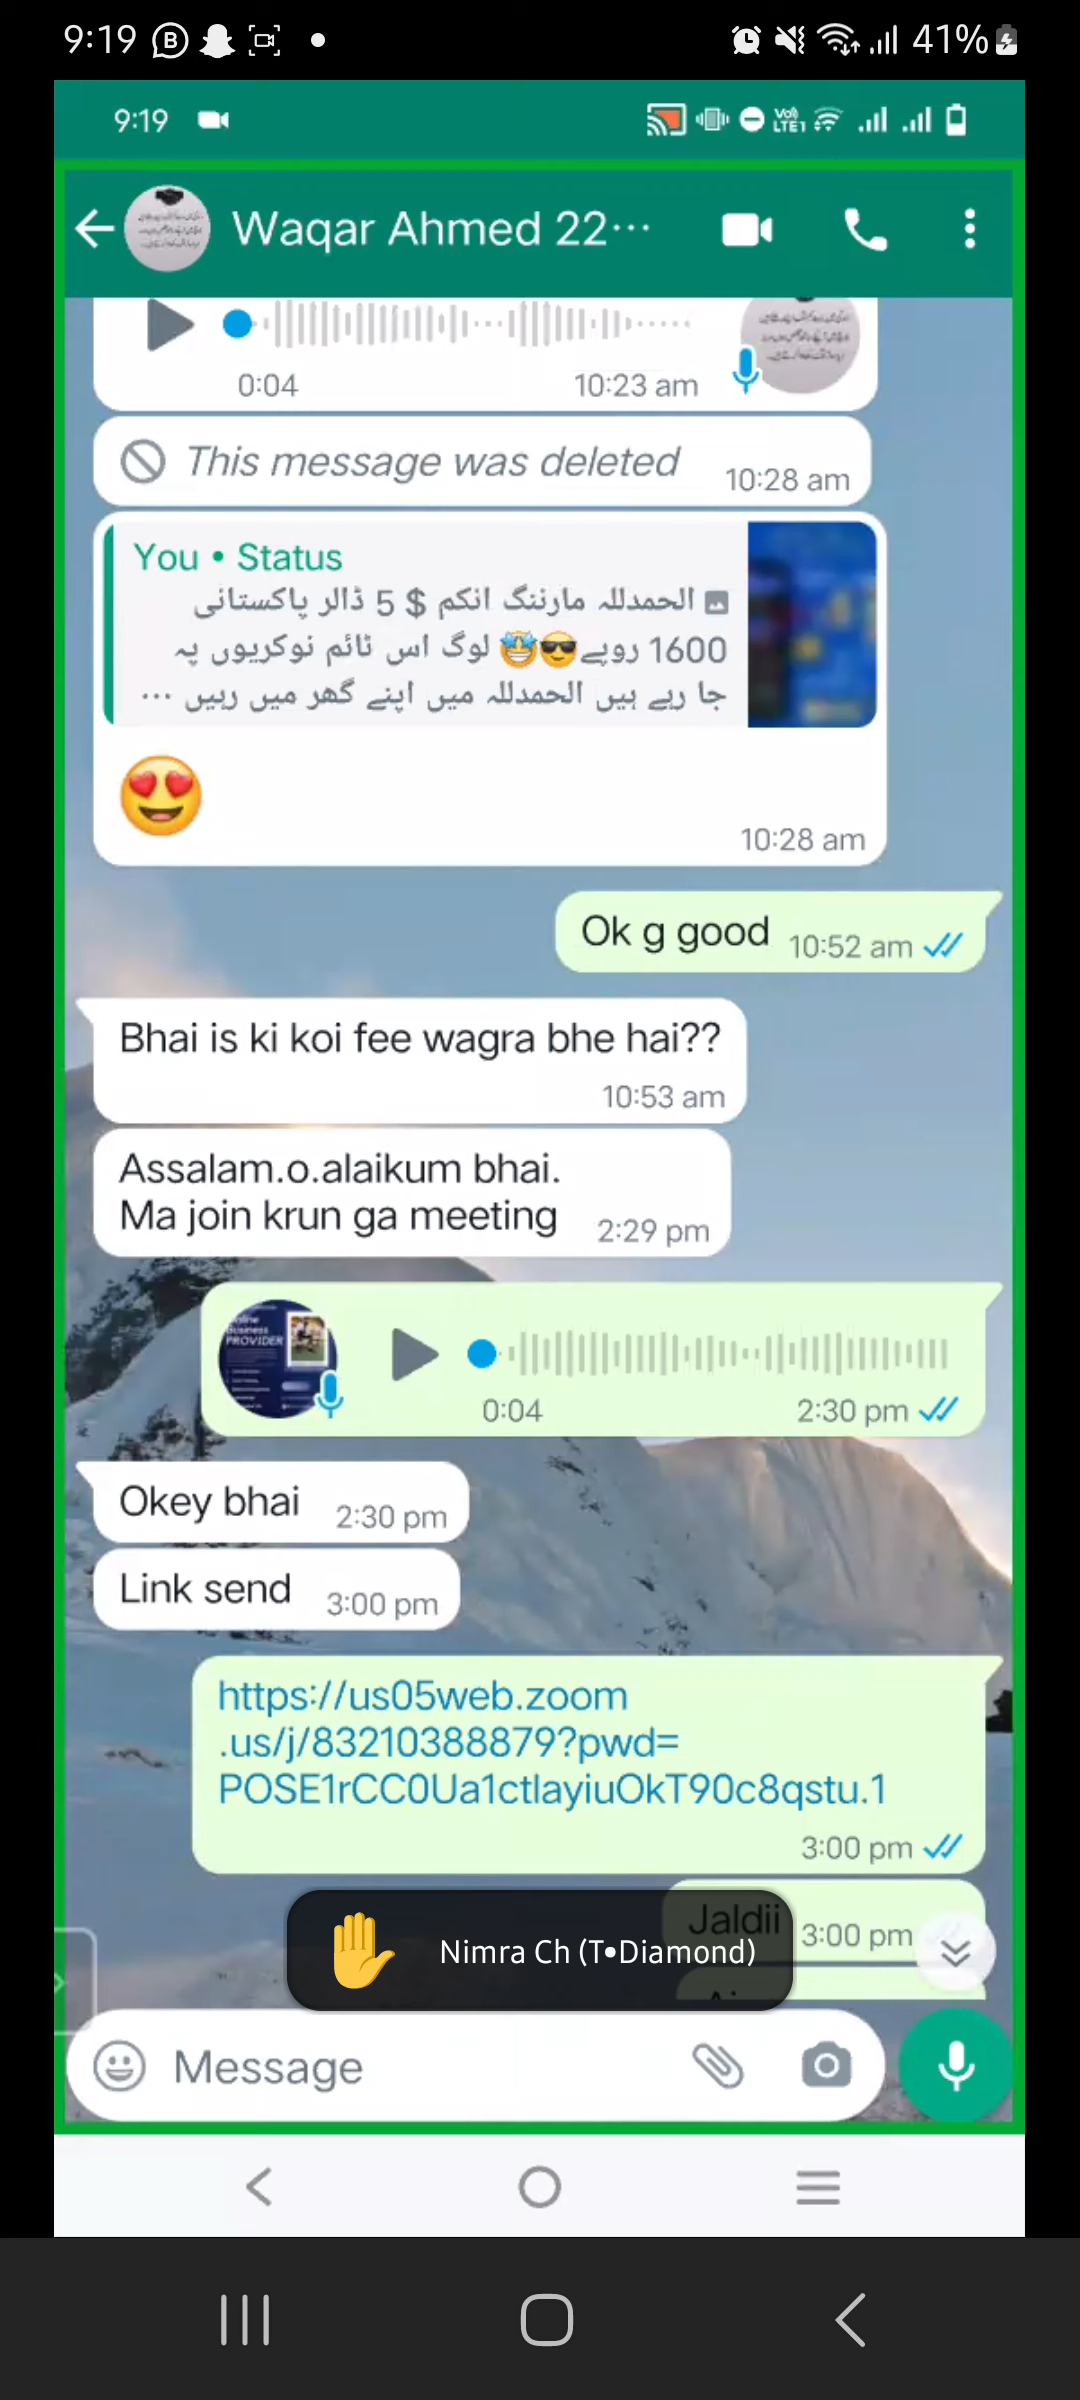 9:19
41%
9:19
Vo)
LTE1
Waqar Ahmed 22...
0:04
10:23 am
This message was deleted
10:28 am
You • Status
الحمدللہ مارننگ انکم $ 5 ڈالر پاکستانی
1600 روپے😎🤩 لوگ اس ٹائم نوکریوں پہ
جا رہے ہیں الحمدللہ میں اپنے گھر میں رہیں ...
😍
10:28 am
Ok g good
10:52 am
Bhai is ki koi fee wagra bhe hai??
10:53 am
Assalam.o.alaikum bhai.
Ma join krun ga meeting
2:29 pm
Online
Business
PROVIDER
0:04
2:30 pm
Okey bhai
2:30 pm
Link send
3:00 pm
https://us05web.zoom
.us/j/83210388879?pwd=
POSE1rCC0Ua1ctlayiuOkT90c8qstu.1
3:00 pm
Jaldii
3:00 pm
✋ Nimra Ch (T•Diamond)
Message